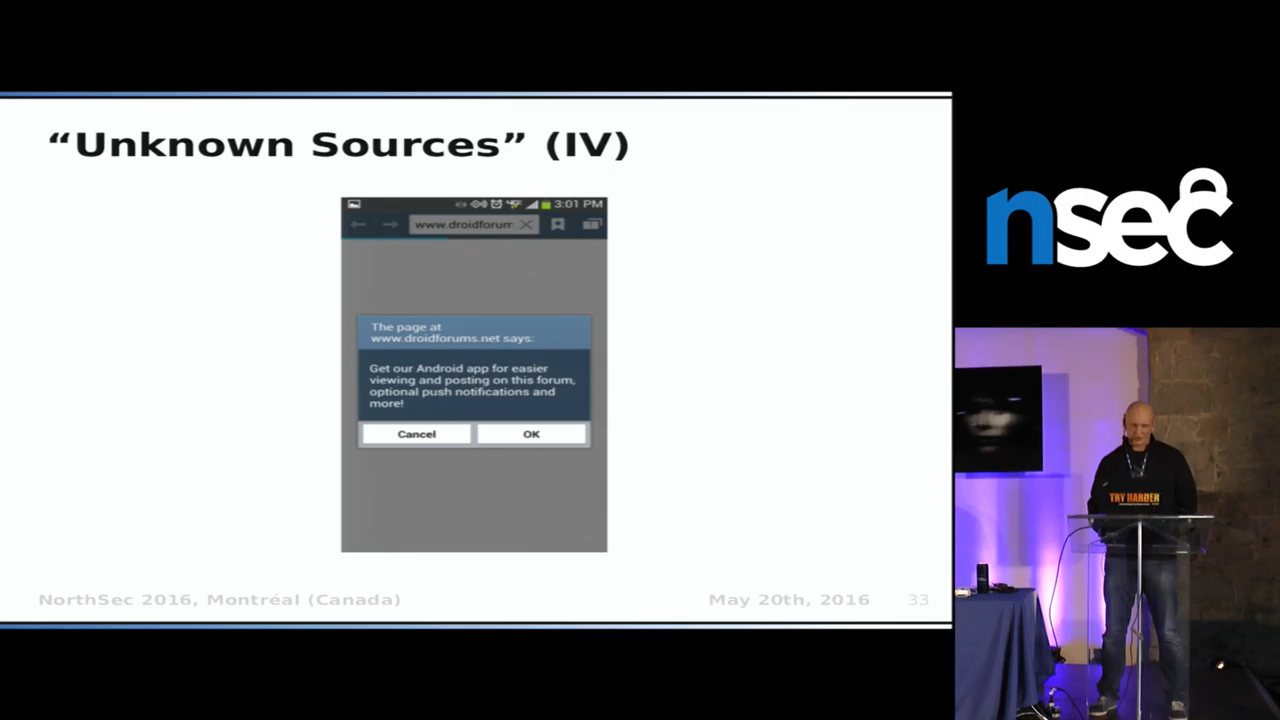 “Unknown Sources” (IV)
3:01 PM
www.droidforum
The page at
www.droidforums.net says:
Get our Android app for easier
viewing and posting on this forum,
optional push notifications and
more!
Cancel
OK
NorthSec 2016, Montréal (Canada)
May 20th, 2016
33
nsec
TRY HARDER